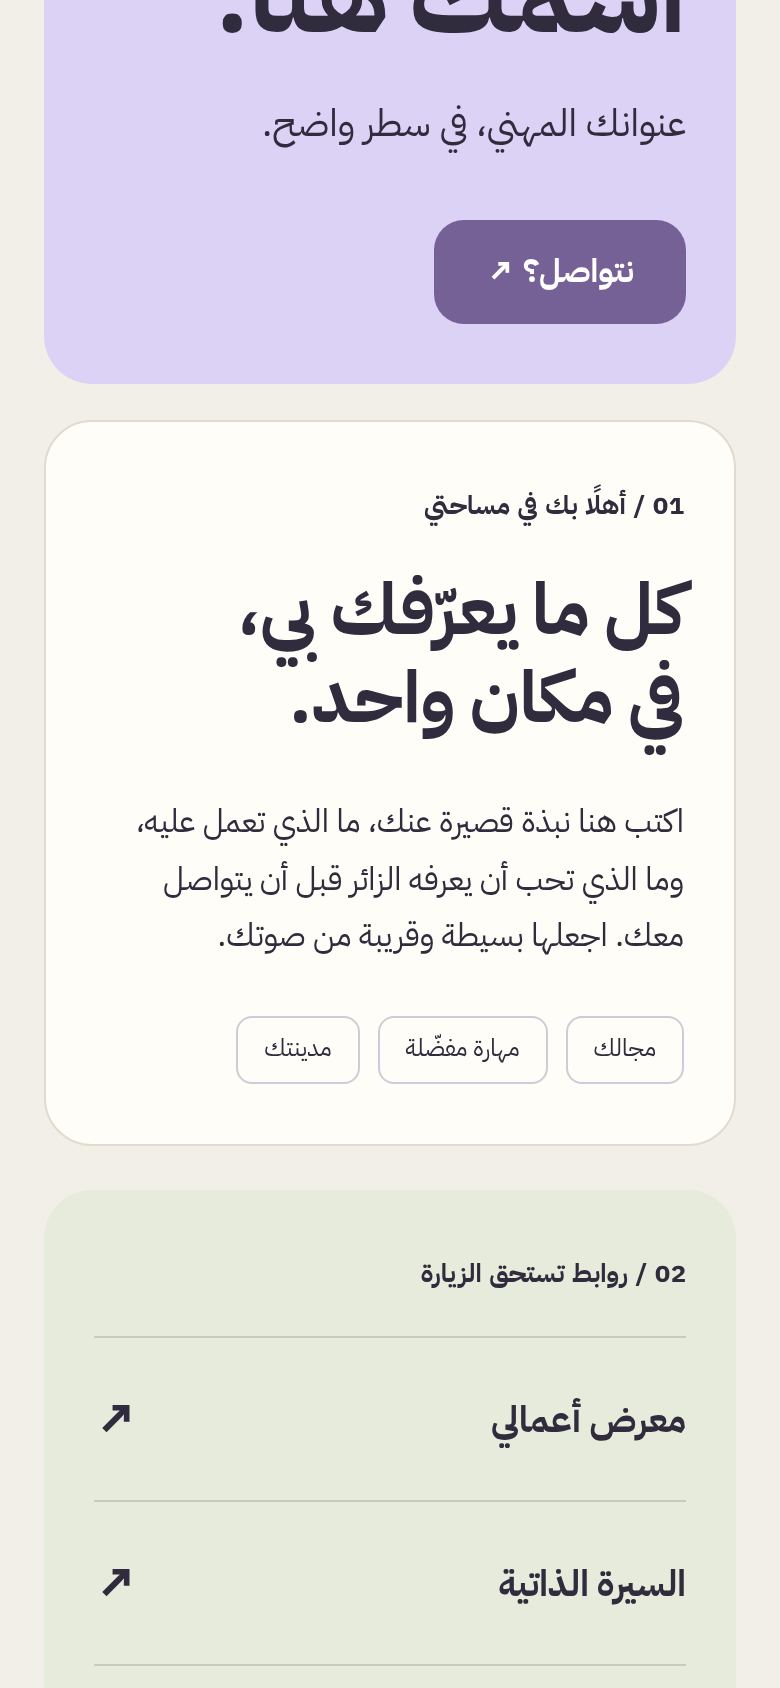 اسمك هنا.
عنوانك المهني، في سطر واضح.
نتواصل؟ ↗
01 / أهلًا بك في مساحتي
كل ما يعرّفك بي،
في مكان واحد.
اكتب هنا نبذة قصيرة عنك، ما الذي تعمل عليه،
وما الذي تحب أن يعرفه الزائر قبل أن يتواصل
معك. اجعلها بسيطة وقريبة من صوتك.
مجالك
مهارة مفضّلة
مدينتك
02 / روابط تستحق الزيارة
معرض أعمالي ↗
السيرة الذاتية ↗